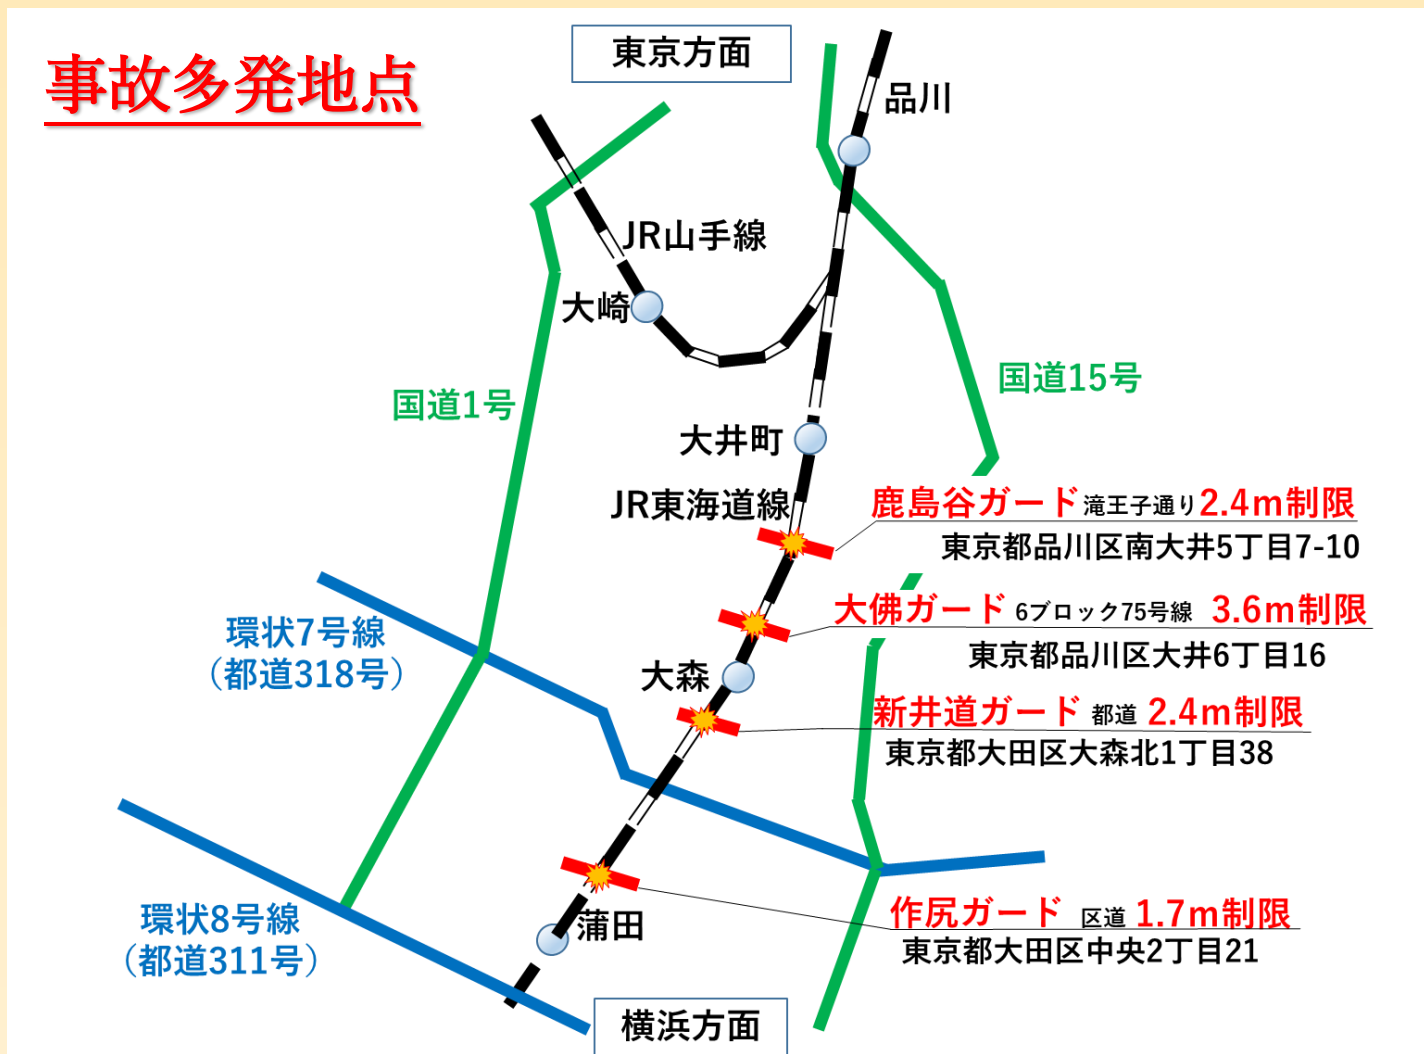 東京方面
事故多発地点
品川
JR山手線
大崎
国道1号
国道15号
大井町
JR東海道線
鹿島谷ガード 滝王子通り 2.4m制限
東京都品川区南大井5丁目7-10
大佛ガード 6ブロック75号線 3.6m制限
東京都品川区大井6丁目16
環状7号線
（都道318号）
大森
新井道ガード 都道 2.4m制限
東京都大田区大森北1丁目38
作尻ガード 区道 1.7m制限
東京都大田区中央2丁目21
環状8号線
（都道311号）
蒲田
横浜方面